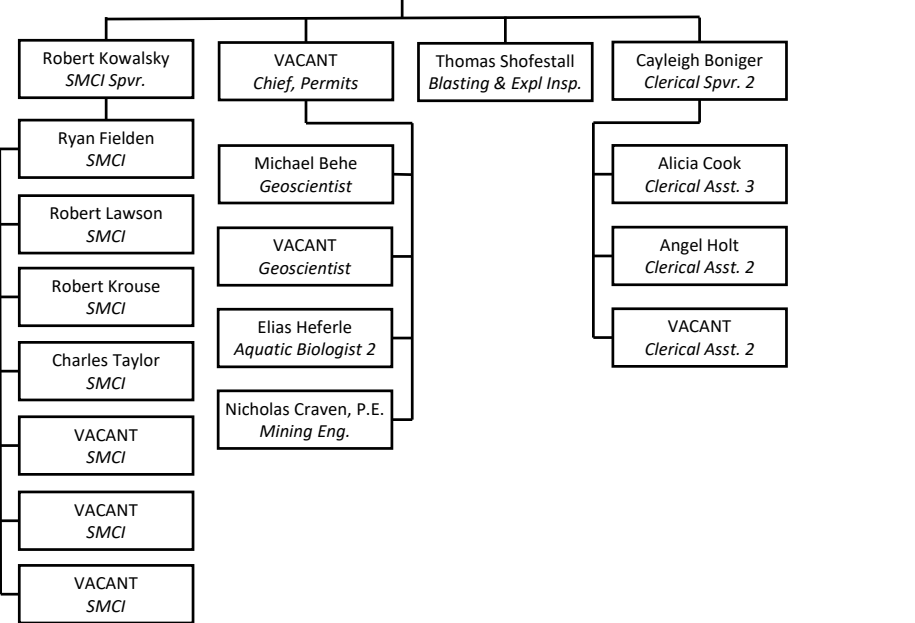 Robert Kowalsky
SMCI Spvr.
Ryan Fielden
SMCI
Robert Lawson
SMCI
Robert Krouse
SMCI
Charles Taylor
SMCI
VACANT
SMCI
VACANT
SMCI
VACANT
SMCI
VACANT
Chief, Permits
Michael Behe
Geoscientist
VACANT
Geoscientist
Elias Heferle
Aquatic Biologist 2
Nicholas Craven, P.E.
Mining Eng.
Thomas Shofestall
Blasting & Expl Insp.
Cayleigh Boniger
Clerical Spvr. 2
Alicia Cook
Clerical Asst. 3
Angel Holt
Clerical Asst. 2
VACANT
Clerical Asst. 2